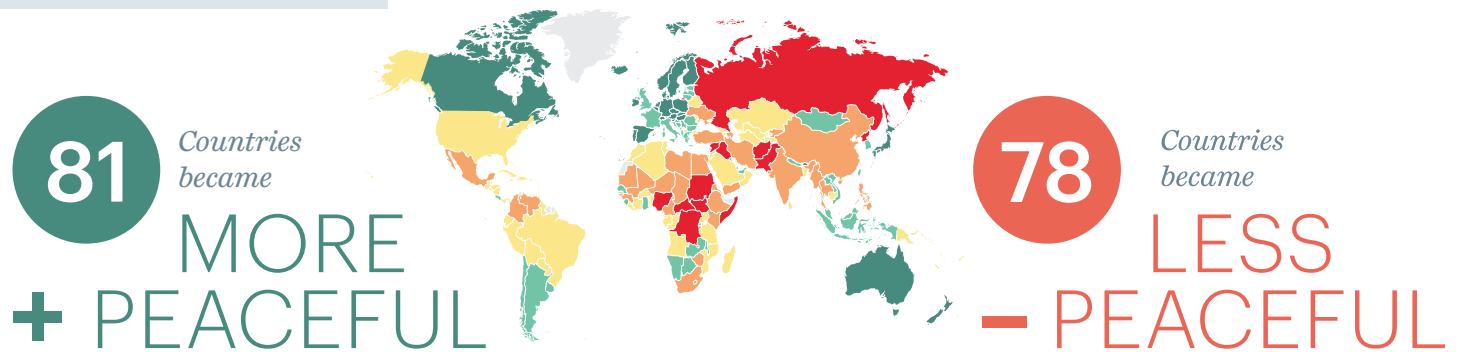 81
Countries
became
MORE
+ PEACEFUL
78
Countries
became
LESS
– PEACEFUL